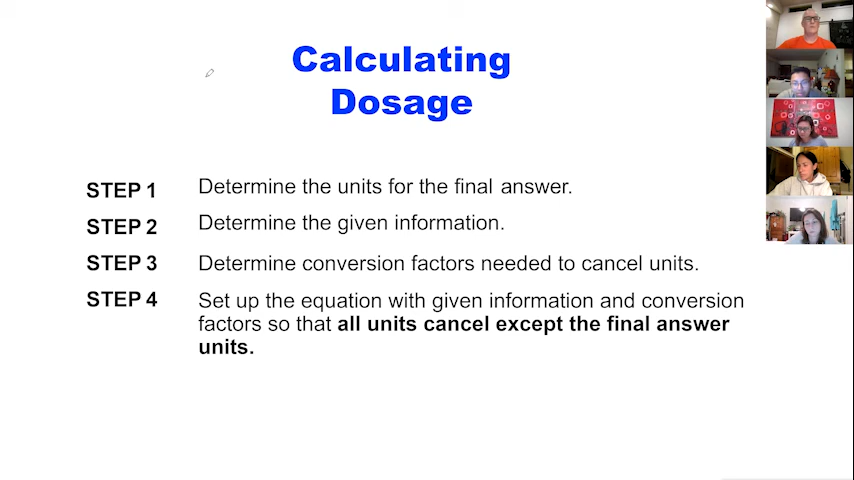 Calculating
Dosage
STEP 1 Determine the units for the final answer.
STEP 2 Determine the given information.
STEP 3 Determine conversion factors needed to cancel units.
STEP 4 Set up the equation with given information and conversion
factors so that all units cancel except the final answer
units.